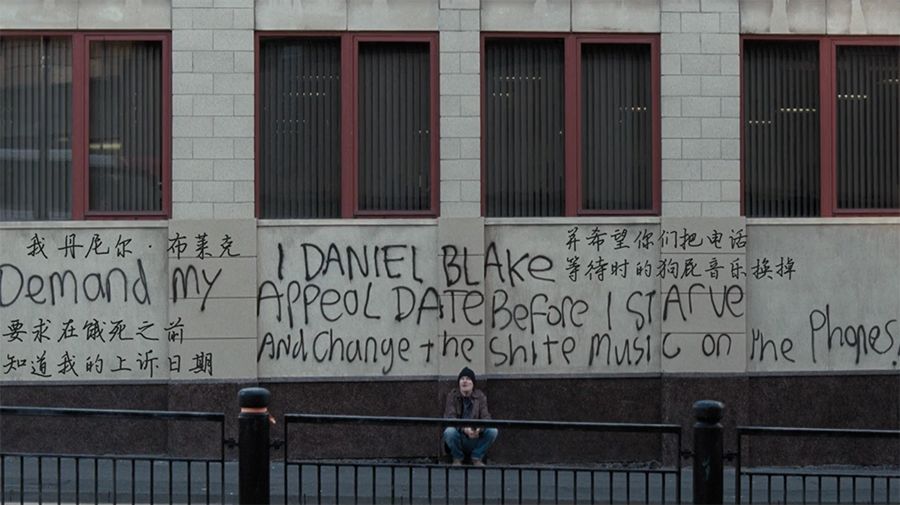 我 丹尼尔·布莱克
要求在饿死之前
知道我的上诉日期
并希望你们把电话
等待时的狗屁音乐换掉
I DANIEL BLAke
Demand my APPeaL DATE Before I STArve
And Change the shite music on the Phones!